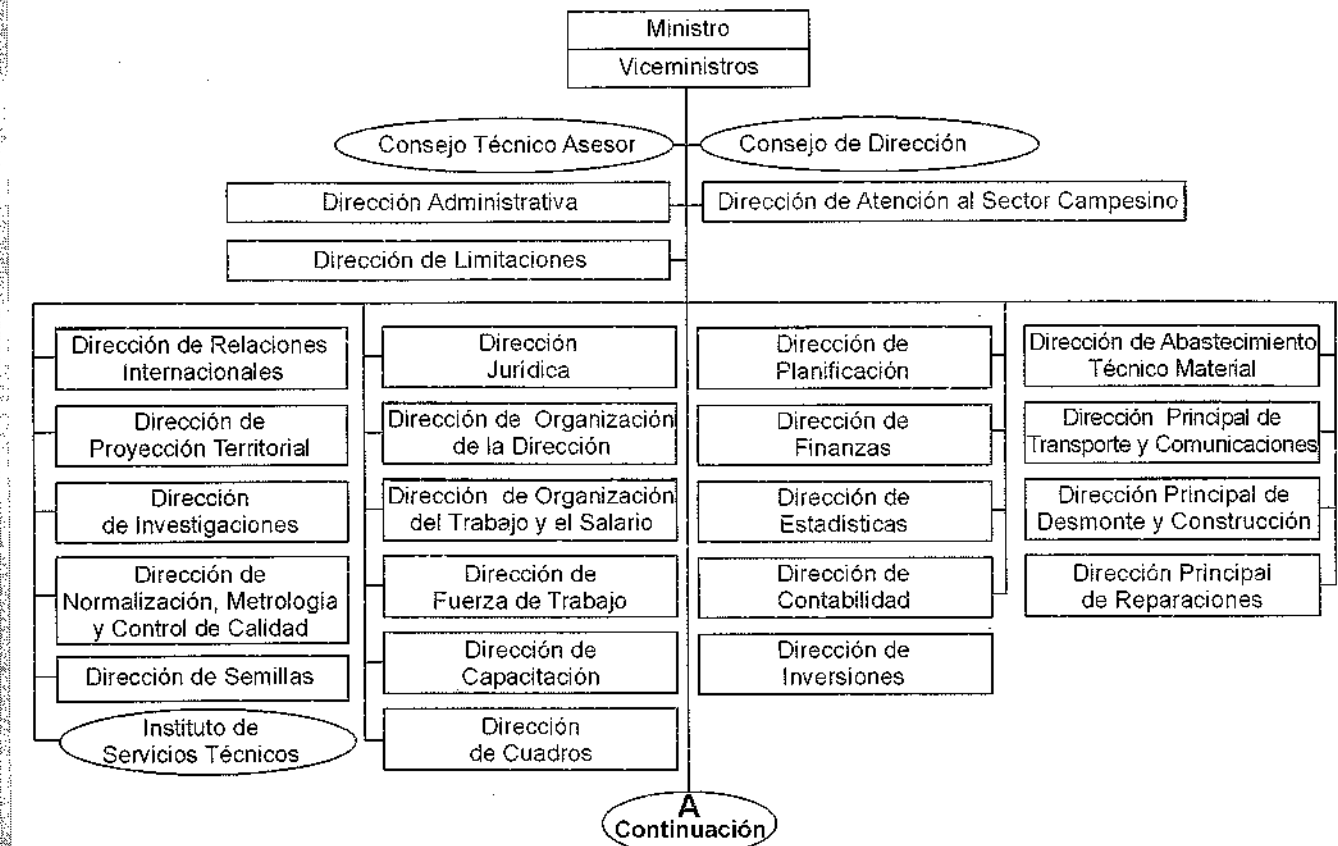 Ministro
Viceministros
Consejo Técnico Asesor
Consejo de Dirección
Dirección Administrativa
Dirección de Atención al Sector Campesino
Dirección de Limitaciones
Dirección de Relaciones
Internacionales
Dirección de
Proyección Territorial
Dirección
de Investigaciones
Dirección de
Normalización, Metrología
y Control de Calidad
Dirección de Semillas
Instituto de
Servicios Técnicos
Dirección
Jurídica
Dirección de Organización
de la Dirección
Dirección de Organización
del Trabajo y el Salario
Dirección de
Fuerza de Trabajo
Dirección de
Capacitación
Dirección
de Cuadros
Dirección de
Planificación
Dirección de
Finanzas
Dirección de
Estadísticas
Dirección de
Contabilidad
Dirección de
Inversiones
Dirección de Abastecimiento
Técnico Material
Dirección Principal de
Transporte y Comunicaciones
Dirección Principal de
Desmonte y Construcción
Dirección Principal
de Reparaciones
A
Continuación